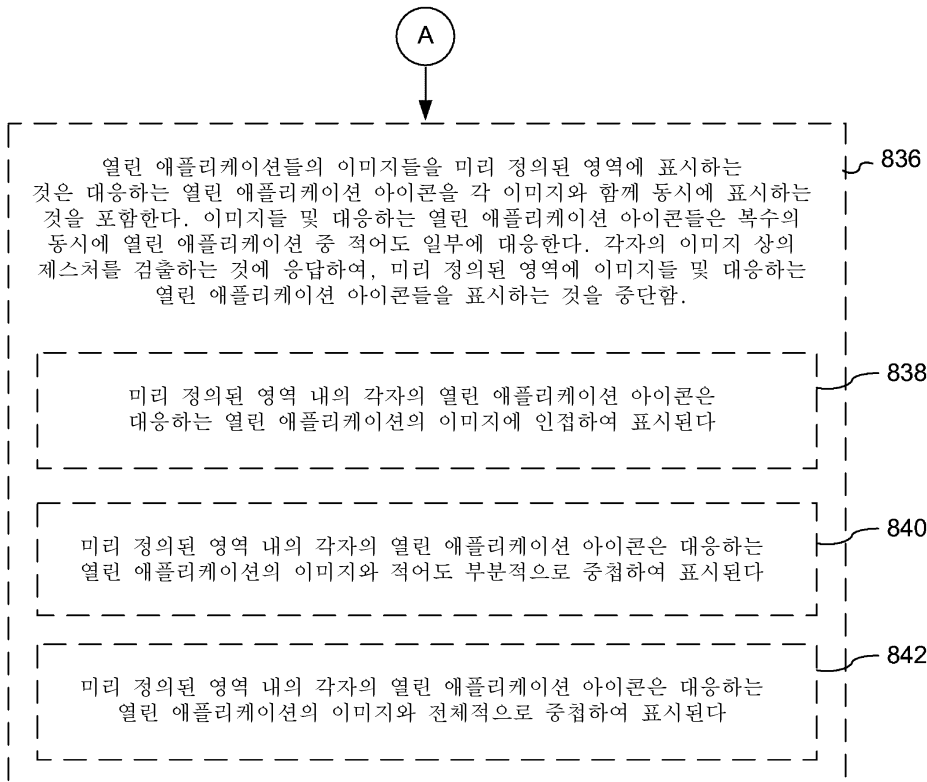 A
열린 애플리케이션들의 이미지들을 미리 정의된 영역에 표시하는
것은 대응하는 열린 애플리케이션 아이콘을 각 이미지와 함께 동시에 표시하는
것을 포함한다. 이미지들 및 대응하는 열린 애플리케이션 아이콘들은 복수의
동시에 열린 애플리케이션 중 적어도 일부에 대응한다. 각자의 이미지 상의
제스처를 검출하는 것에 응답하여, 미리 정의된 영역에 이미지들 및 대응하는
열린 애플리케이션 아이콘들을 표시하는 것을 중단함.
836
미리 정의된 영역 내의 각자의 열린 애플리케이션 아이콘은
대응하는 열린 애플리케이션의 이미지에 인접하여 표시된다
838
미리 정의된 영역 내의 각자의 열린 애플리케이션 아이콘은 대응하는
열린 애플리케이션의 이미지와 적어도 부분적으로 중첩하여 표시된다
840
미리 정의된 영역 내의 각자의 열린 애플리케이션 아이콘은 대응하는
열린 애플리케이션의 이미지와 전체적으로 중첩하여 표시된다
842